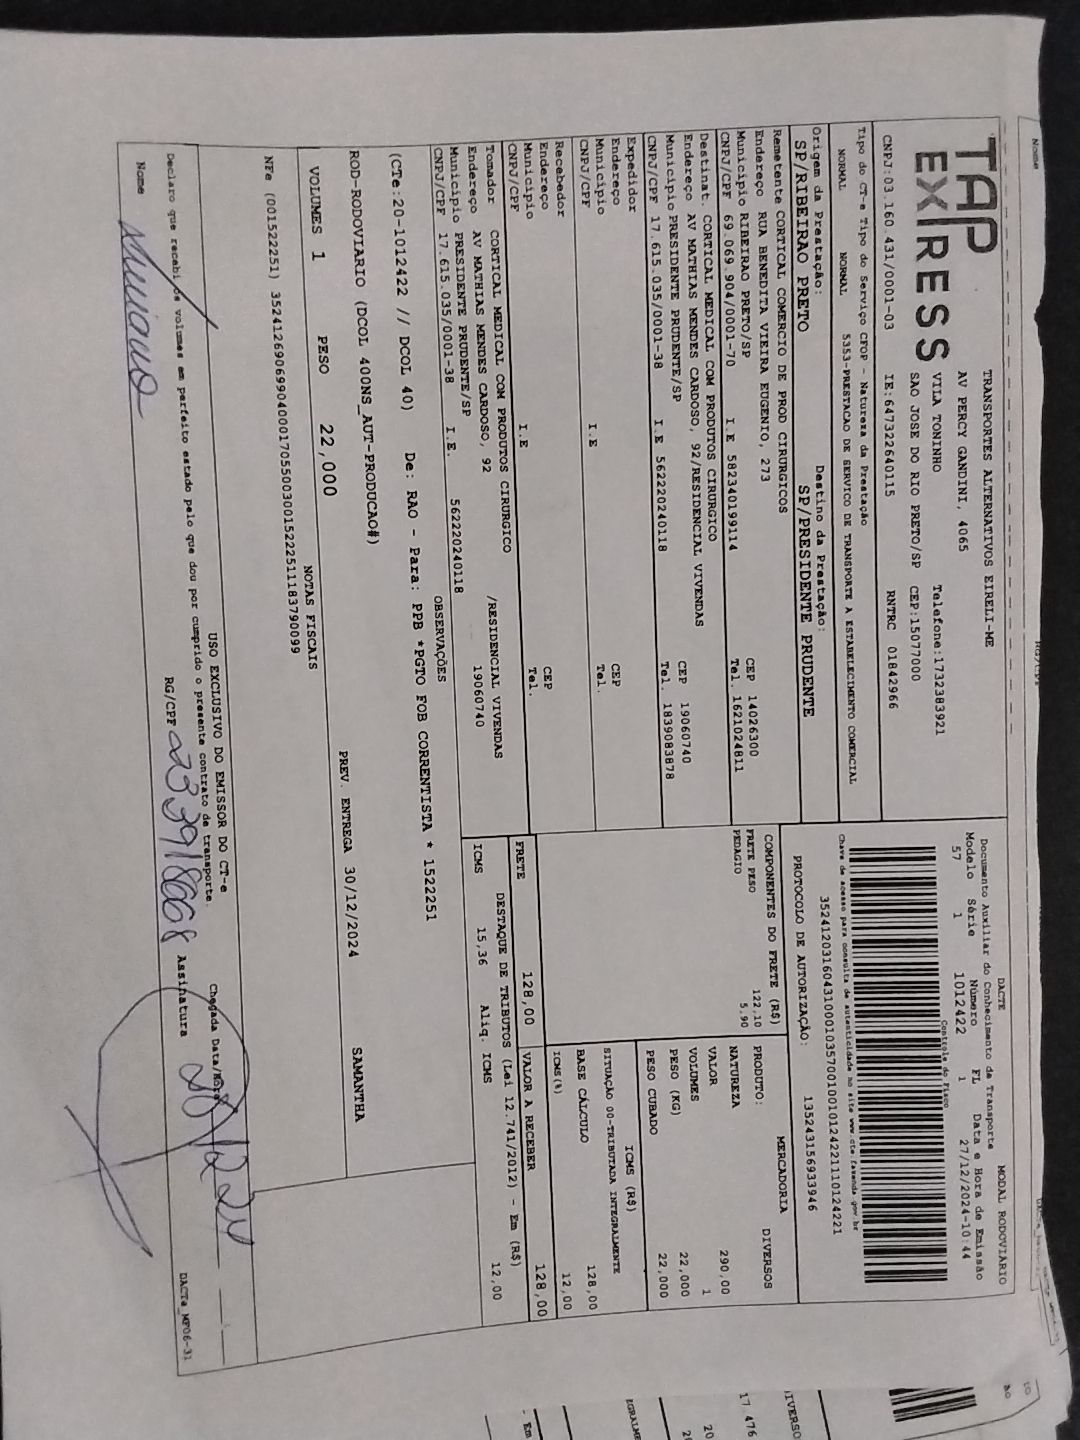 TAP
EXPRESS
TRANSPORTES ALTERNATIVOS EIRELI-ME
AV PERCY GANDINI, 4065
VILA TONINHO Telefone:1732383921
SAO JOSE DO RIO PRETO/SP CEP:15077000
CNPJ:03.160.431/0001-03 IE:647322640115 RNTRC 01842966
Tipo do CT-e Tipo do Serviço CFOP - Natureza da Prestação
NORMAL NORMAL 5353-PRESTACAO DE SERVICO DE TRANSPORTE A ESTABELECIMENTO COMERCIAL
Origem da Prestação: Destino da Prestação:
SP/RIBEIRAO PRETO SP/PRESIDENTE PRUDENTE
Remetente CORTICAL COMERCIO DE PROD CIRURGICOS
Endereço RUA BENEDITA VIEIRA EUGENIO, 273
Município RIBEIRAO PRETO/SP CEP 14026300
CNPJ/CPF 69.069.904/0001-70 I.E 582340199114 Tel. 1621024811
Destinat. CORTICAL MEDICAL COM PRODUTOS CIRURGICO
Endereço AV MATHIAS MENDES CARDOSO, 92/RESIDENCIAL VIVENDAS
Município PRESIDENTE PRUDENTE/SP CEP 19060740
CNPJ/CPF 17.615.035/0001-38 I.E 562220240118 Tel. 1839083878
Expedidor
Endereço
Município CEP
CNPJ/CPF I.E Tel.
Recebedor
Endereço
Município CEP
CNPJ/CPF I.E Tel.
Tomador CORTICAL MEDICAL COM PRODUTOS CIRURGICO
Endereço AV MATHIAS MENDES CARDOSO, 92 /RESIDENCIAL VIVENDAS
Município PRESIDENTE PRUDENTE/SP 19060740
CNPJ/CPF 17.615.035/0001-38 I.E. 562220240118
DACTE MODAL RODOVIÁRIO
Documento Auxiliar do Conhecimento de Transporte
Modelo Série Número FL Data e Hora de Emissão
57 1 1012422 1 27/12/2024-10:44
Controle do Fisco
Chave de acesso para consulta de autenticidade no site www.cte.fazenda.gov.br
35241203160431000103570010010124221110124221
PROTOCOLO DE AUTORIZAÇÃO: 135243156933946
COMPONENTES DO FRETE (R$)
FRETE PESO 122,10
PEDAGIO 5,90
PRODUTO: MERCADORIA
NATUREZA DIVERSOS
VALOR 290,00
VOLUMES 1
PESO (KG) 22,000
PESO CUBADO 22,000
ICMS (R$)
SITUAÇÃO 00-TRIBUTADA INTEGRALMENTE
BASE CÁLCULO 128,00
ICMS(%) 12,00
FRETE 128,00 VALOR A RECEBER 128,00
DESTAQUE DE TRIBUTOS (Lei 12.741/2012) - Em (R$)
ICMS 15,36 Aliq. ICMS 12,00
OBSERVAÇÕES
(CTe:20-1012422 // DCOL 40) De: RAO - Para: PPB *PGTO FOB CORRENTISTA * 1522251
ROD-RODOVIARIO (DCOL 400NS_AUT-PRODUCAO#)
PREV. ENTREGA 30/12/2024 SAMANTHA
VOLUMES 1 PESO 22,000
NOTAS FISCAIS
NFe (001522251) 35241269069904000170550030015222511183790099
USO EXCLUSIVO DO EMISSOR DO CT-e
Declaro que recebi os volumes em perfeito estado pelo que dou por cumprido o presente contrato de transporte.
Chegada Data/Hora 28/12/24
Nome RG/CPF Assinatura
DACTe_MF06-31